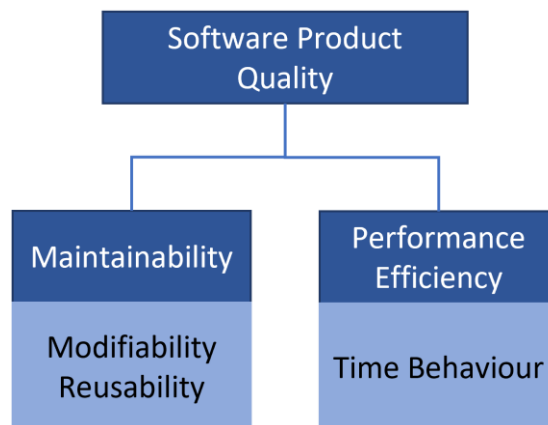 Software Product
Quality
Maintainability
Modifiability
Reusability
Performance
Efficiency
Time Behaviour